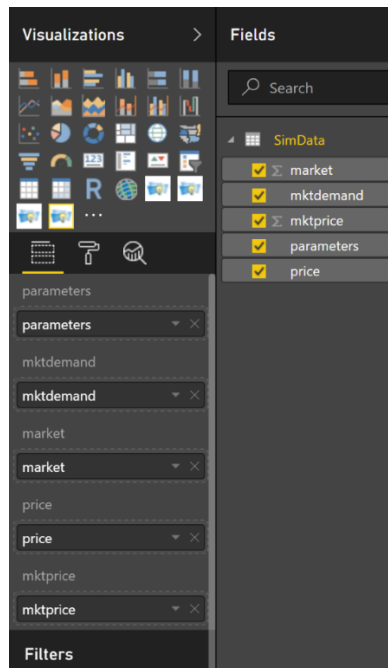 Visualizations >
Fields
Search
123
R
...
SimData
Σ market
mktdemand
Σ mktprice
parameters
price
parameters
parameters
mktdemand
mktdemand
market
market
price
price
mktprice
mktprice
Filters